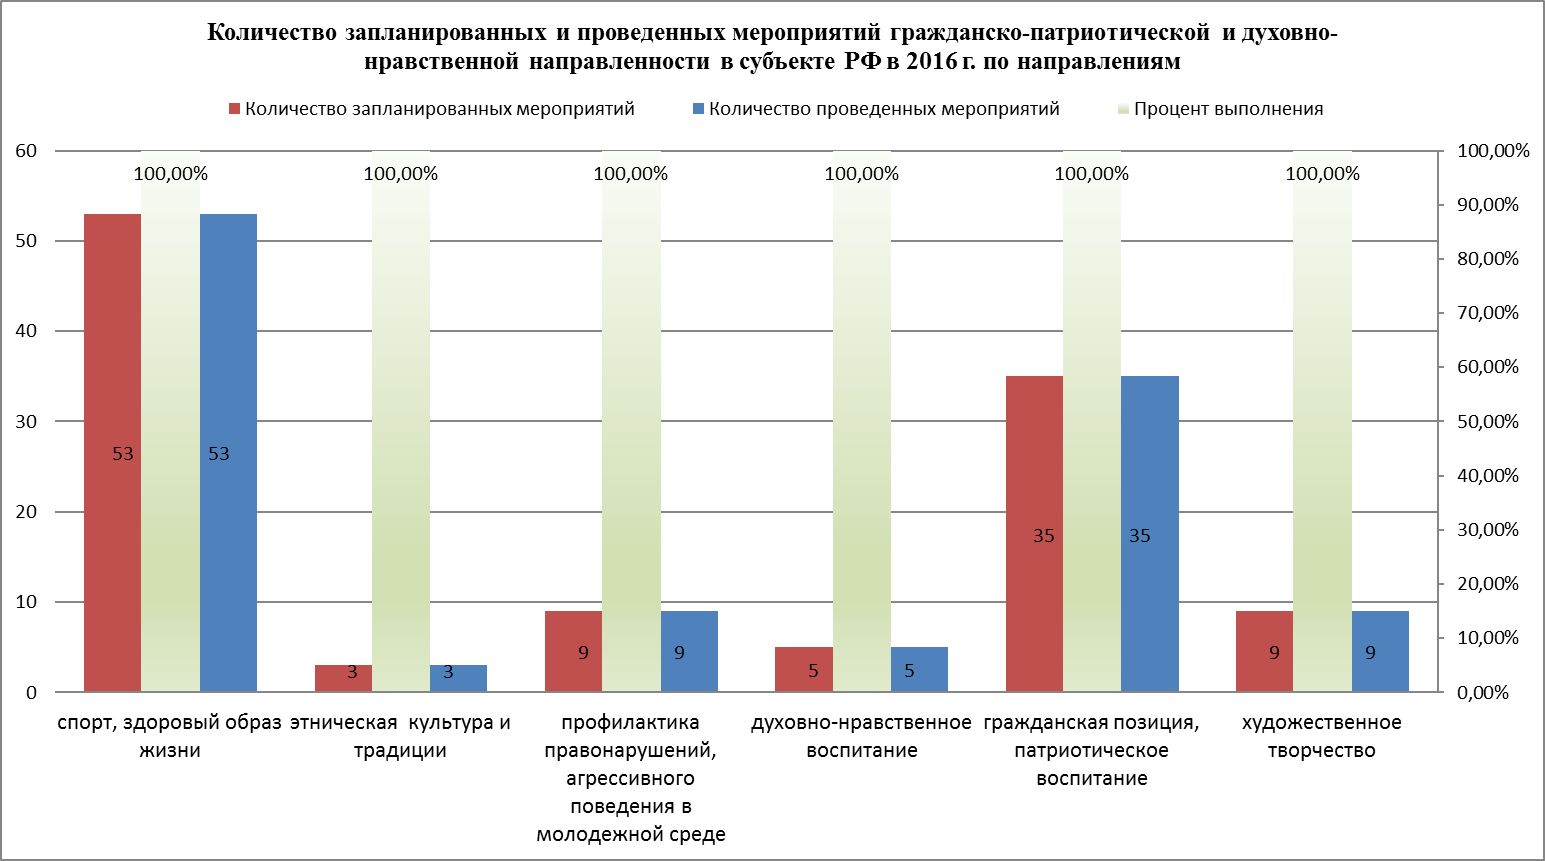 Количество запланированных и проведенных мероприятий гражданско-патриотической и духовно-
нравственной направленности в субъекте РФ в 2016 г. по направлениям
Количество запланированных мероприятий
Количество проведенных мероприятий
Процент выполнения
60
50
40
30
20
10
0
100,00%
100,00%
100,00%
100,00%
100,00%
100,00%
53
53
3
3
9
9
5
5
35
35
9
9
100,00%
90,00%
80,00%
70,00%
60,00%
50,00%
40,00%
30,00%
20,00%
10,00%
0,00%
спорт, здоровый образ
жизни
этническая культура и
традиции
профилактика
правонарушений,
агрессивного
поведения в
молодежной среде
духовно-нравственное
воспитание
гражданская позиция,
патриотическое
воспитание
художественное
творчество